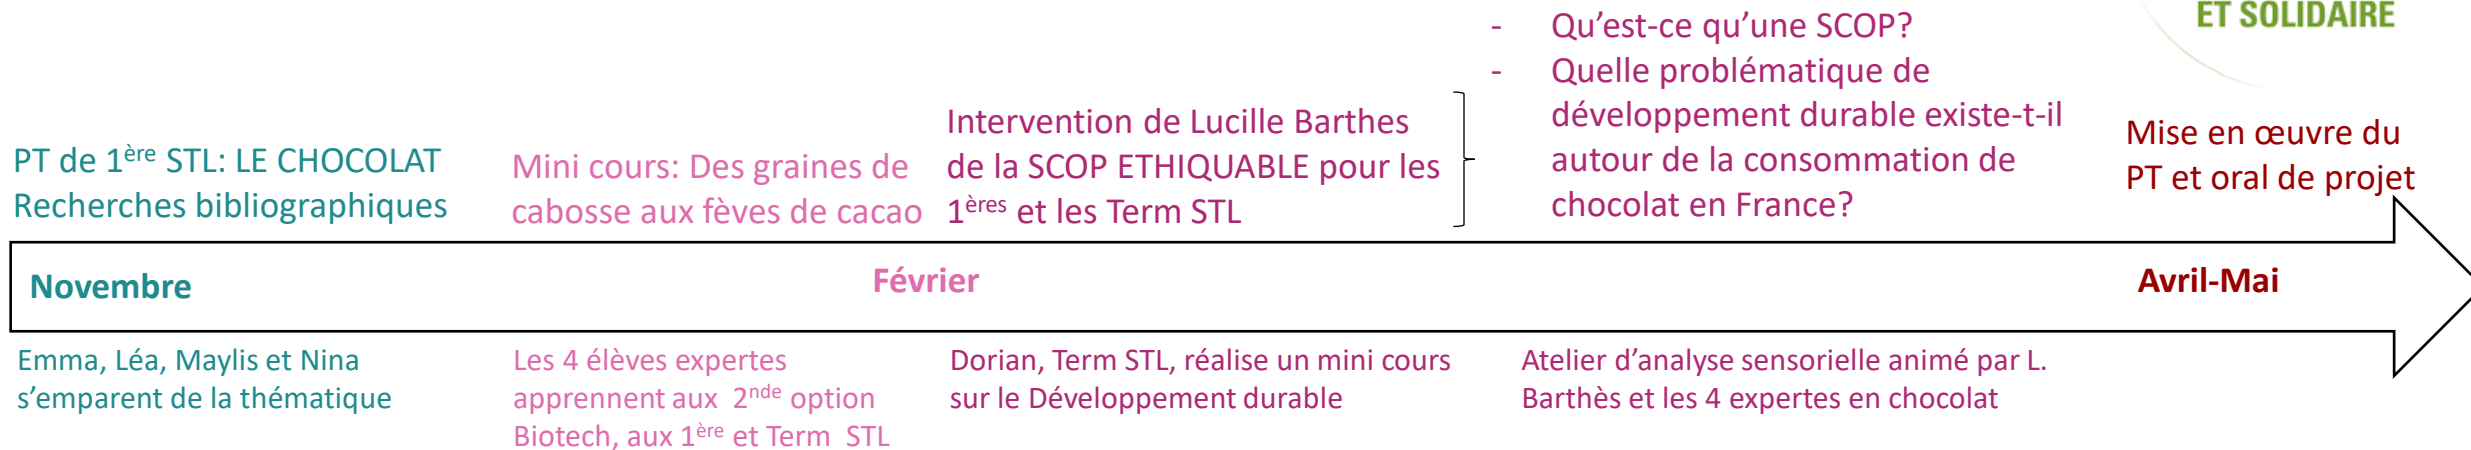 ET SOLIDAIRE
PT de 1ère STL: LE CHOCOLAT
Recherches bibliographiques
Mini cours: Des graines de
cabosse aux fèves de cacao
Intervention de Lucille Barthes
de la SCOP ETHIQUABLE pour les
1ères et les Term STL
- Qu’est-ce qu’une SCOP?
- Quelle problématique de
développement durable existe-t-il
autour de la consommation de
chocolat en France?
Mise en œuvre du
PT et oral de projet
Novembre
Février
Avril-Mai
Emma, Léa, Maylis et Nina
s’emparent de la thématique
Les 4 élèves expertes
apprennent aux 2nde option
Biotech, aux 1ère et Term STL
Dorian, Term STL, réalise un mini cours
sur le Développement durable
Atelier d’analyse sensorielle animé par L.
Barthès et les 4 expertes en chocolat